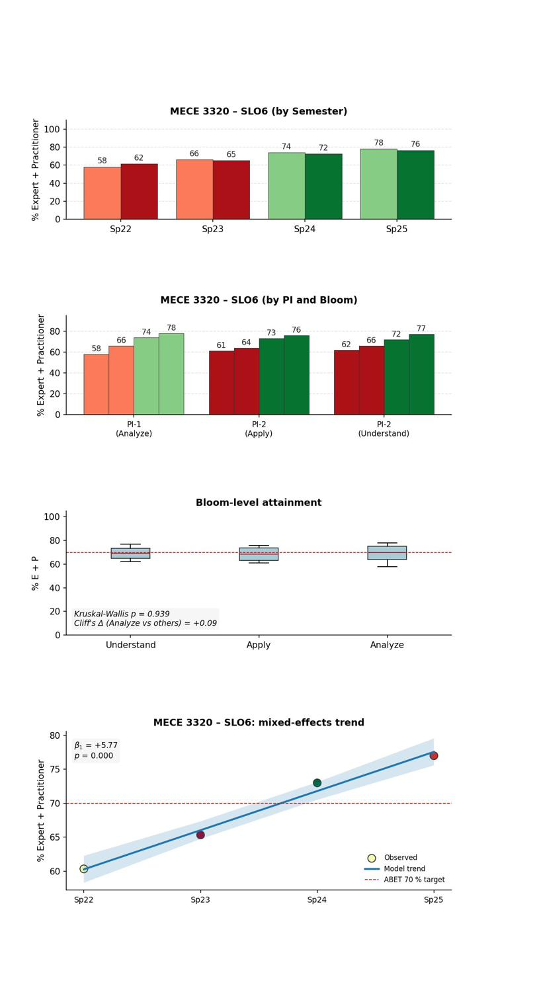 MECE 3320 – SLO6 (by Semester)
% Expert + Practitioner
100
80
60
40
20
0
58
62
66
65
74
72
78
76
Sp22
Sp23
Sp24
Sp25
MECE 3320 – SLO6 (by PI and Bloom)
% Expert + Practitioner
80
60
40
20
0
58
66
74
78
61
64
73
76
62
66
72
77
PI-1
(Analyze)
PI-2
(Apply)
PI-2
(Understand)
Bloom-level attainment
% E + P
100
80
60
40
20
0
Kruskal-Wallis p = 0.939
Cliff's Δ (Analyze vs others) = +0.09
Understand
Apply
Analyze
MECE 3320 – SLO6: mixed-effects trend
% Expert + Practitioner
80
75
70
65
60
β₁ = +5.77
p = 0.000
Observed
Model trend
ABET 70 % target
Sp22
Sp23
Sp24
Sp25